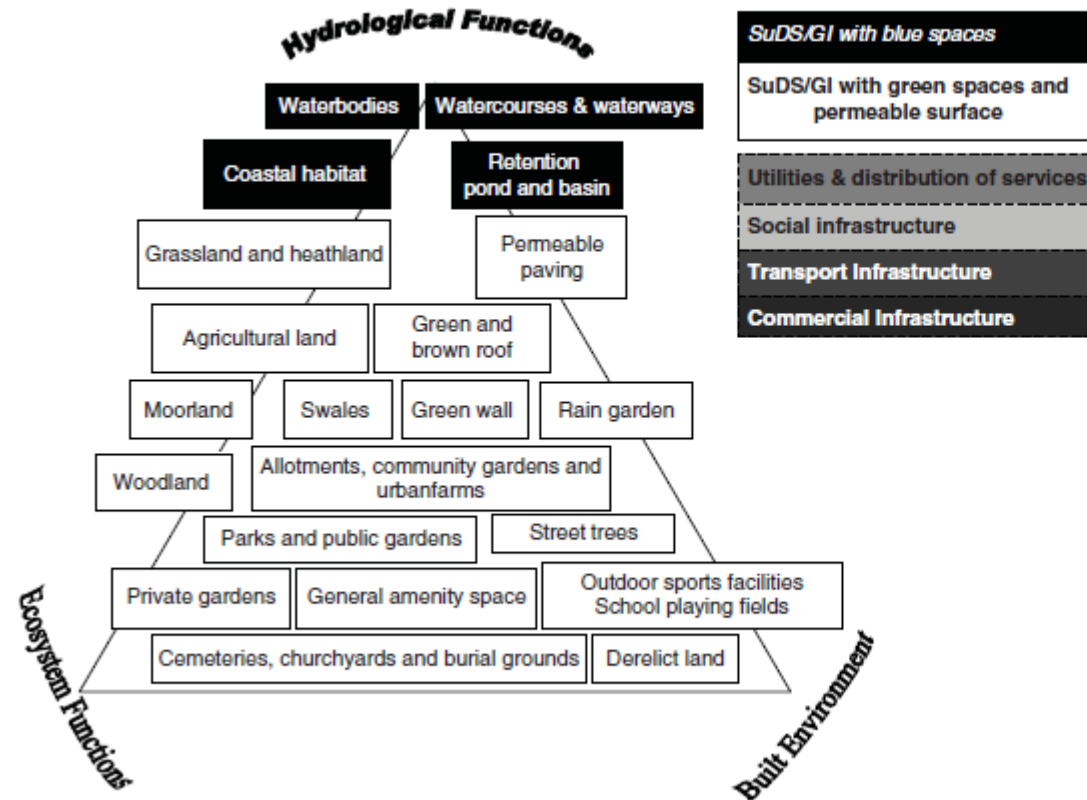 Hydrological Functions
Waterbodies
Watercourses & waterways
Coastal habitat
Retention
pond and basin
Grassland and heathland
Permeable
paving
Agricultural land
Green and
brown roof
Moorland
Swales
Green wall
Rain garden
Woodland
Allotments, community gardens and
urbanfarms
Parks and public gardens
Street trees
Private gardens
General amenity space
Outdoor sports facilities
School playing fields
Cemeteries, churchyards and burial grounds
Derelict land
Ecosystem Functions
Built Environment
SuDS/GI with blue spaces
SuDS/GI with green spaces and
permeable surface
Utilities & distribution of services
Social infrastructure
Transport Infrastructure
Commercial Infrastructure